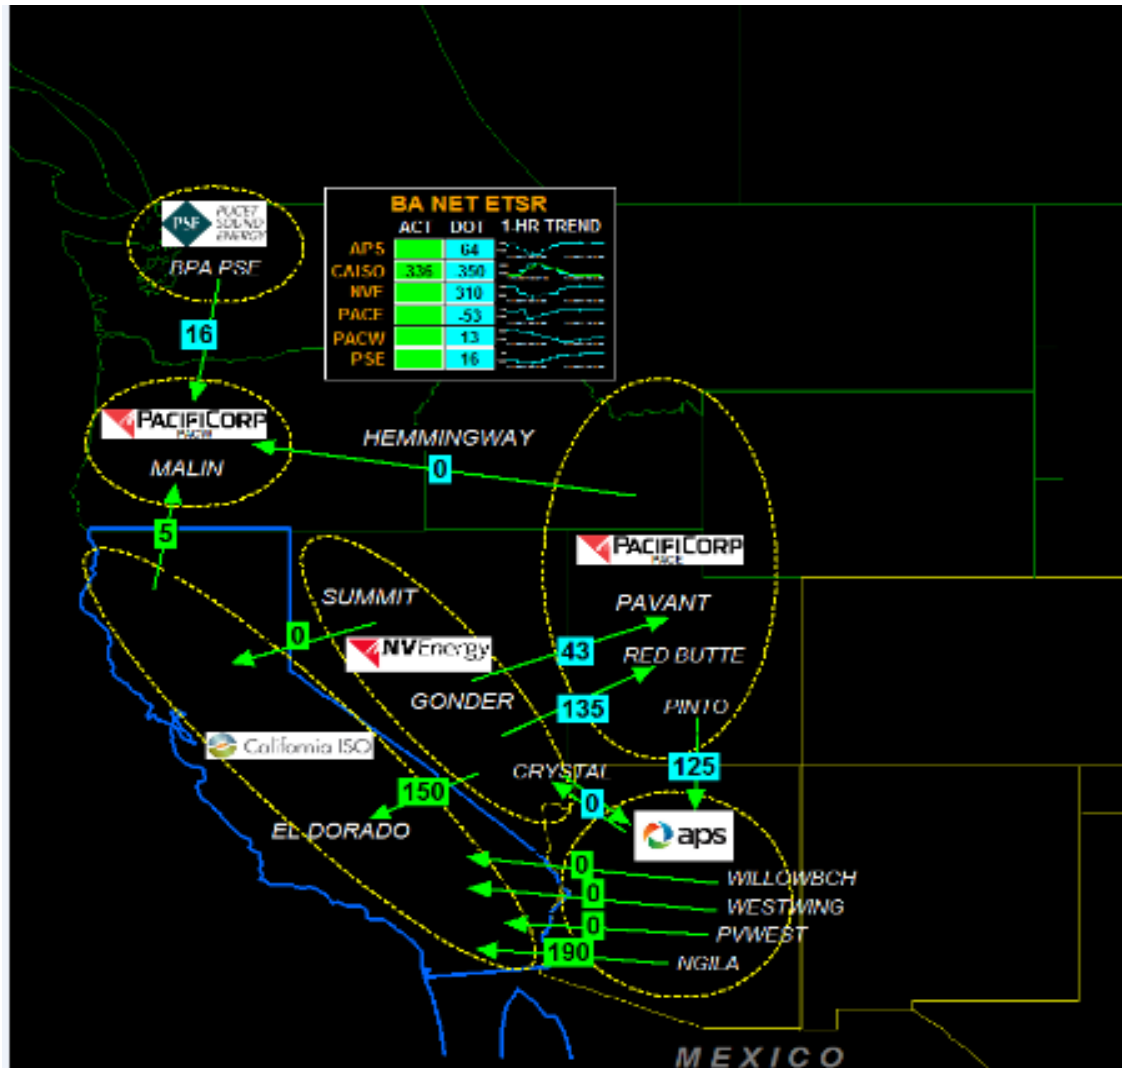 PSE PUGET
SOUND
ENERGY
BPA PSE
16
BA NET ETSR
ACT DOT 1-HR TREND
APS 64
CAISO 336 350
NVE 310
PACE -53
PACW 13
PSE 16
PACIFICORP
PACW
MALIN
HEMMINGWAY
0
5
PACIFICORP
PACE
SUMMIT
PAVANT
0
NVEnergy
43
RED BUTTE
GONDER
135
PINTO
California ISO
CRYSTAL
125
150
0
EL DORADO
aps
0
WILLOWBCH
0
WESTWING
0
PVWEST
190
NGILA
MEXICO